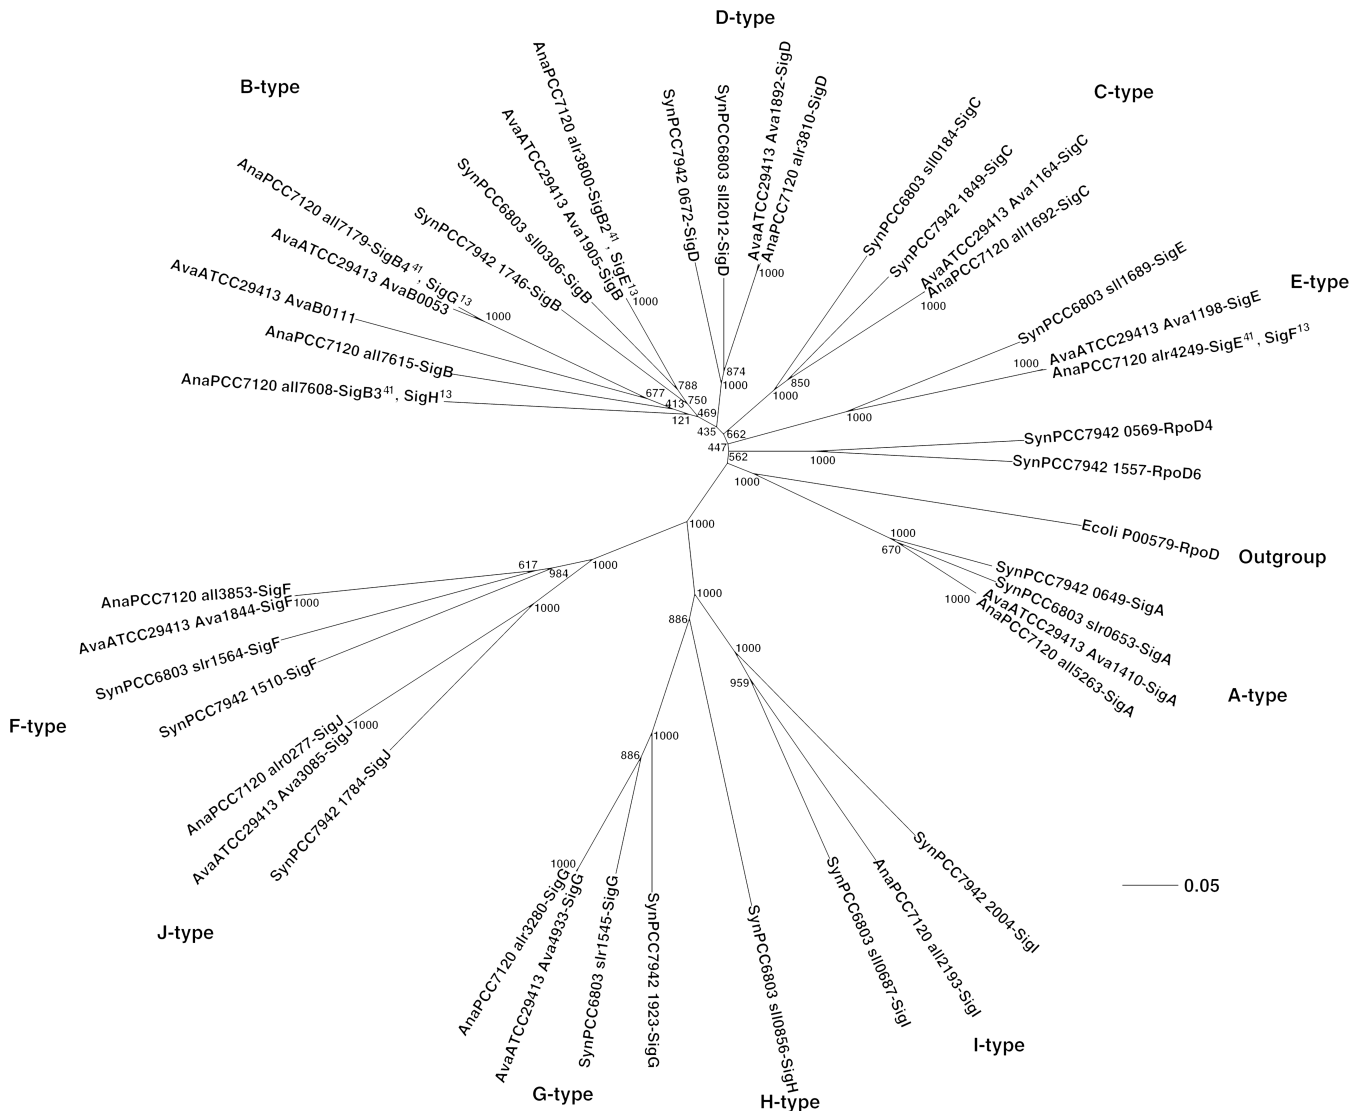 D-type
B-type
C-type
E-type
AnaPCC7120 alr3800-SigB2⁴¹, SigE¹³
AvaATCC29413 Ava1905-SigB
SynPCC6803 sll0306-SigB
SynPCC7942 1746-SigB
AnaPCC7120 all7179-SigB4⁴¹, SigG¹³
AvaATCC29413 AvaB0053
AvaATCC29413 AvaB0111
AnaPCC7120 all7615-SigB
AnaPCC7120 all7608-SigB3⁴¹, SigH¹³
SynPCC7942 0672-SigD
SynPCC6803 sll2012-SigD
AvaATCC29413 Ava1892-SigD
AnaPCC7120 alr3810-SigD
SynPCC6803 sll0184-SigC
SynPCC7942 1849-SigC
AvaATCC29413 Ava1164-SigC
AnaPCC7120 all1692-SigC
SynPCC6803 sll1689-SigE
AvaATCC29413 Ava1198-SigE
AnaPCC7120 alr4249-SigE⁴¹, SigF¹³
SynPCC7942 0569-RpoD4
SynPCC7942 1557-RpoD6
Ecoli P00579-RpoD
Outgroup
SynPCC7942 0649-SigA
SynPCC6803 slr0653-SigA
AvaATCC29413 Ava1410-SigA
AnaPCC7120 all5263-SigA
A-type
1000
1000
1000
874
1000
1000
850
1000
1000
1000
788
750
677
413
469
121
435
662
447
562
1000
1000
1000
670
1000
1000
617
984
1000
1000
1000
1000
886
1000
959
1000
1000
886
1000
AnaPCC7120 all3853-SigF
AvaATCC29413 Ava1844-SigF
SynPCC6803 slr1564-SigF
SynPCC7942 1510-SigF
F-type
AnaPCC7120 alr0277-SigJ
AvaATCC29413 Ava3085-SigJ
SynPCC7942 1784-SigJ
J-type
AnaPCC7120 alr3280-SigG
AvaATCC29413 Ava4933-SigG
SynPCC6803 slr1545-SigG
SynPCC7942 1923-SigG
G-type
SynPCC6803 sll0856-SigH
H-type
SynPCC6803 sll0687-SigI
AnaPCC7120 all2193-SigI
SynPCC7942 2004-SigI
I-type
0.05